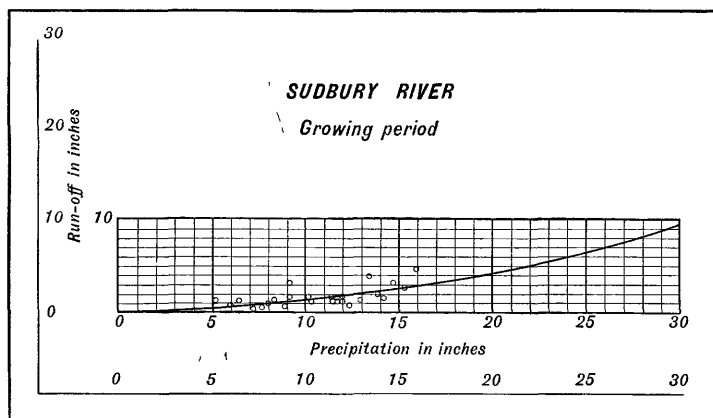 30
SUDBURY RIVER
Growing period
20
Run-off in inches
10 10
0
0 5 10 15 20 25 30
Precipitation in inches
0 5 10 15 20 25 30